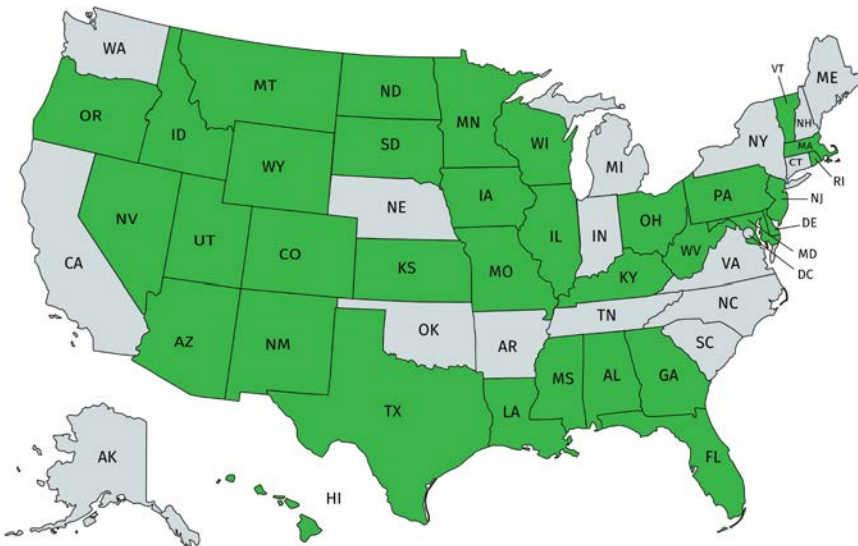 WA
MT
ND
MN
VT
ME
OR
ID
SD
WI
NH
NY
MA
WY
MI
CT
RI
NE
IA
PA
NJ
NV
UT
CO
IL
IN
OH
DE
CA
KS
MO
WV
MD
KY
VA
DC
AZ
NM
OK
AR
TN
NC
SC
MS
AL
GA
TX
LA
FL
AK
HI